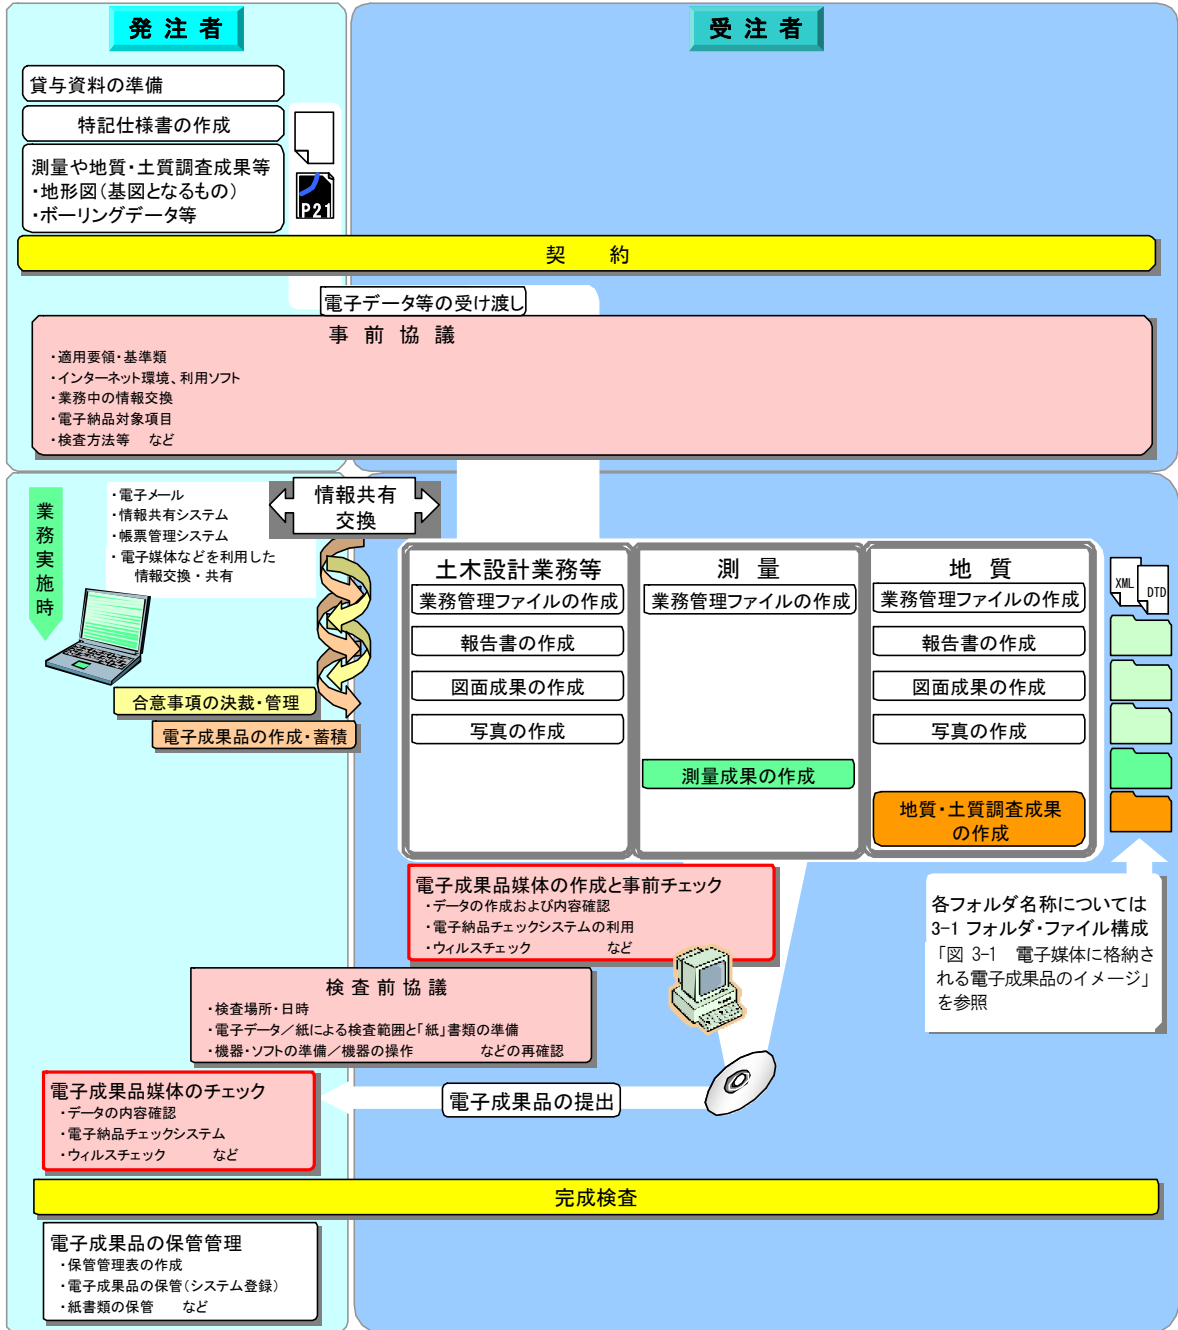 発注者
受注者
貸与資料の準備
特記仕様書の作成
測量や地質・土質調査成果等
・地形図(基図となるもの)
・ボーリングデータ等
P21
契 約
電子データ等の受け渡し
事前協議
・適用要領・基準類
・インターネット環境、利用ソフト
・業務中の情報交換
・電子納品対象項目
・検査方法等 など
業務実施時
・電子メール
・情報共有システム
・帳票管理システム
・電子媒体などを利用した
情報交換・共有
情報共有
交換
合意事項の決裁・管理
電子成果品の作成・蓄積
土木設計業務等
業務管理ファイルの作成
報告書の作成
図面成果の作成
写真の作成
測 量
業務管理ファイルの作成
測量成果の作成
地 質
業務管理ファイルの作成
報告書の作成
図面成果の作成
写真の作成
地質・土質調査成果
の作成
XML
DTD
各フォルダ名称については
3-1 フォルダ・ファイル構成
「図 3-1 電子媒体に格納さ
れる電子成果品のイメージ」
を参照
電子成果品媒体の作成と事前チェック
・データの作成および内容確認
・電子納品チェックシステムの利用
・ウィルスチェック など
検査前協議
・検査場所・日時
・電子データ/紙による検査範囲と「紙」書類の準備
・機器・ソフトの準備/機器の操作 などの再確認
電子成果品媒体のチェック
・データの内容確認
・電子納品チェックシステム
・ウィルスチェック など
電子成果品の提出
完成検査
電子成果品の保管管理
・保管管理表の作成
・電子成果品の保管(システム登録)
・紙書類の保管 など